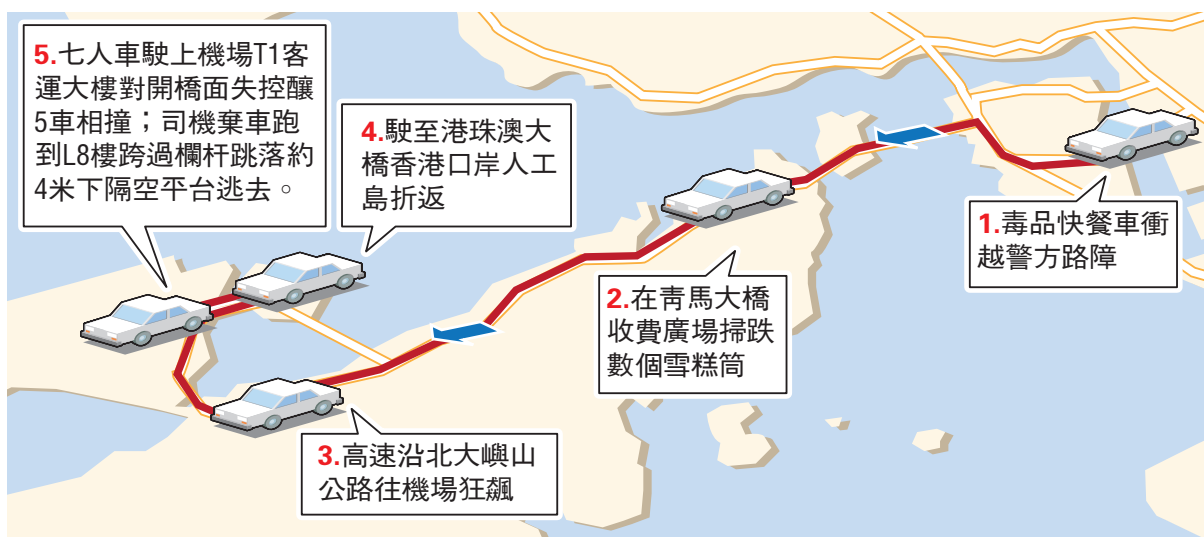 5.七人車駛上機場T1客
運大樓對開橋面失控釀
5車相撞；司機棄車跑
到L8樓跨過欄杆跳落約
4米下隔空平台逃去。
4.駛至港珠澳大
橋香港口岸人工
島折返
1.毒品快餐車衝
越警方路障
2.在青馬大橋
收費廣場掃跌
數個雪糕筒
3.高速沿北大嶼山
公路往機場狂飆